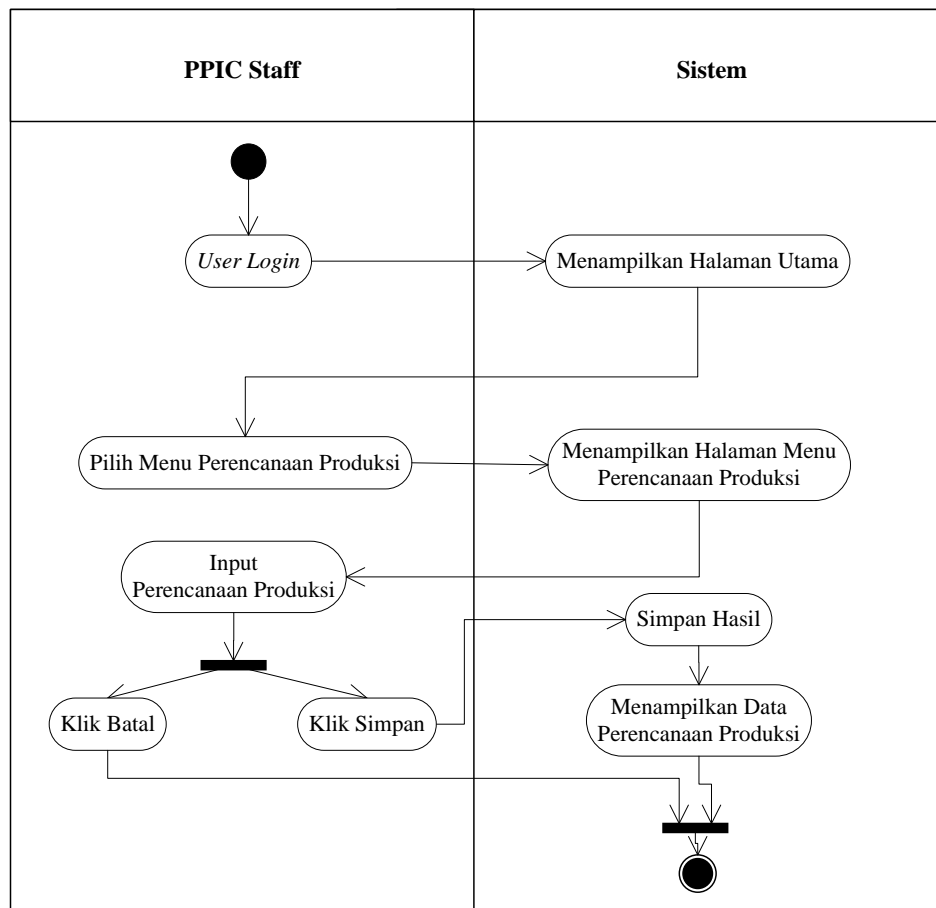 PPIC Staff
Sistem
User Login
Menampilkan Halaman Utama
Pilih Menu Perencanaan Produksi
Menampilkan Halaman Menu
Perencanaan Produksi
Input
Perencanaan Produksi
Simpan Hasil
Klik Batal
Klik Simpan
Menampilkan Data
Perencanaan Produksi